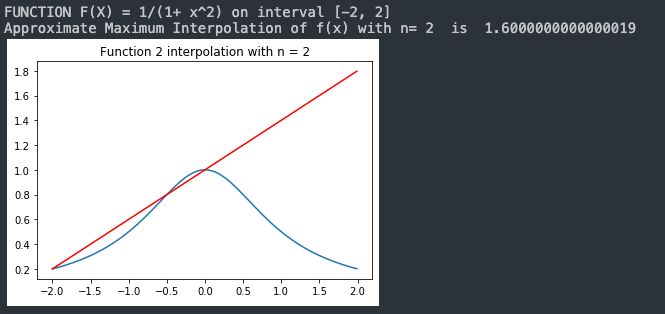 FUNCTION F(X) = 1/(1+ x^2) on interval [-2, 2]
Approximate Maximum Interpolation of f(x) with n= 2  is  1.6000000000000019
Function 2 interpolation with n = 2
1.8
1.6
1.4
1.2
1.0
0.8
0.6
0.4
0.2
−2.0 −1.5 −1.0 −0.5 0.0 0.5 1.0 1.5 2.0